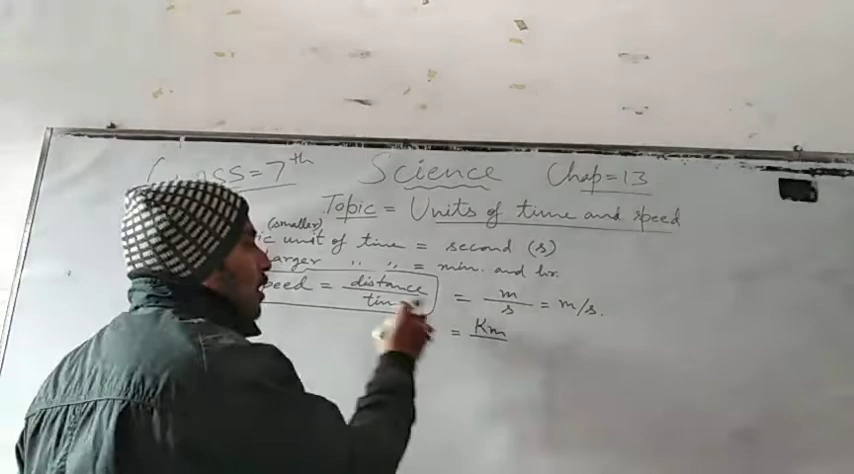 Class = 7th Science Chap = 13
Topic = Units of time and speed
(smaller)
ic unit of time = second (s)
arger " " = min. and hr.
peed = distance / time = m / s = m/s.
= Km